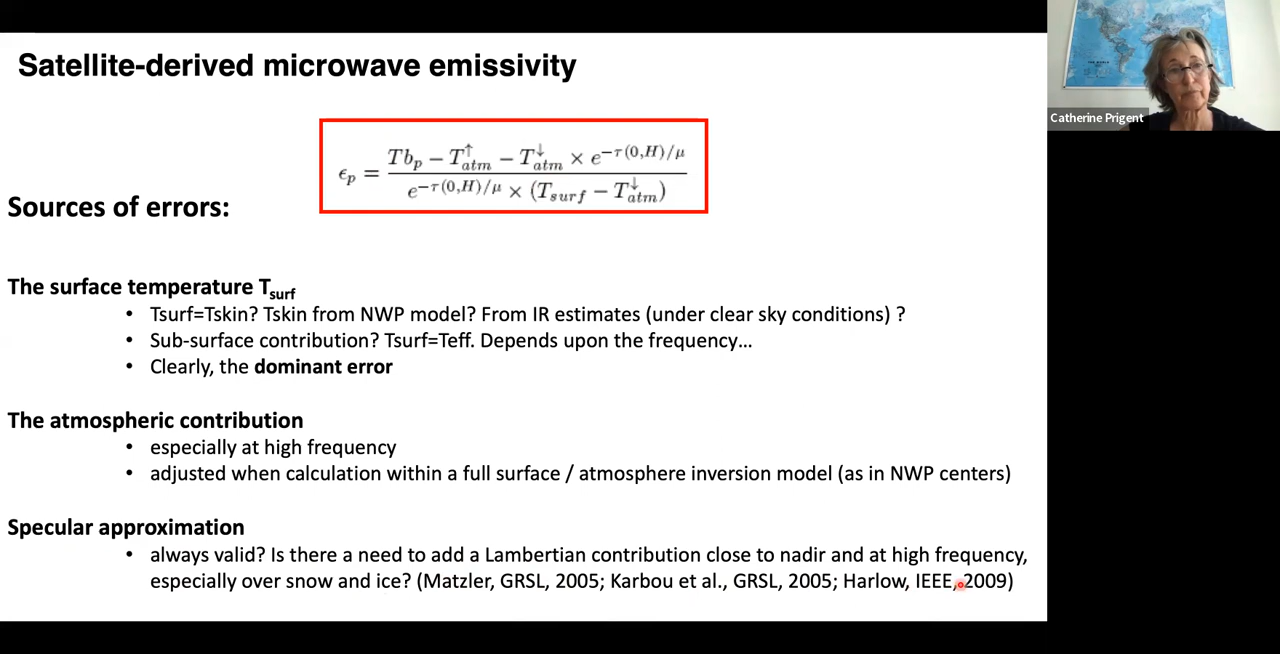 Satellite-derived microwave emissivity
Catherine Prigent
ϵ_p = (Tb_p − T_atm^↑ − T_atm^↓ × e^{−τ(0,H)/μ}) / (e^{−τ(0,H)/μ} × (T_surf − T_atm^↓))
Sources of errors:
The surface temperature T_surf
• Tsurf=Tskin? Tskin from NWP model? From IR estimates (under clear sky conditions) ?
• Sub-surface contribution? Tsurf=Teff. Depends upon the frequency…
• Clearly, the dominant error
The atmospheric contribution
• especially at high frequency
• adjusted when calculation within a full surface / atmosphere inversion model (as in NWP centers)
Specular approximation
• always valid? Is there a need to add a Lambertian contribution close to nadir and at high frequency,
especially over snow and ice? (Matzler, GRSL, 2005; Karbou et al., GRSL, 2005; Harlow, IEEE, 2009)